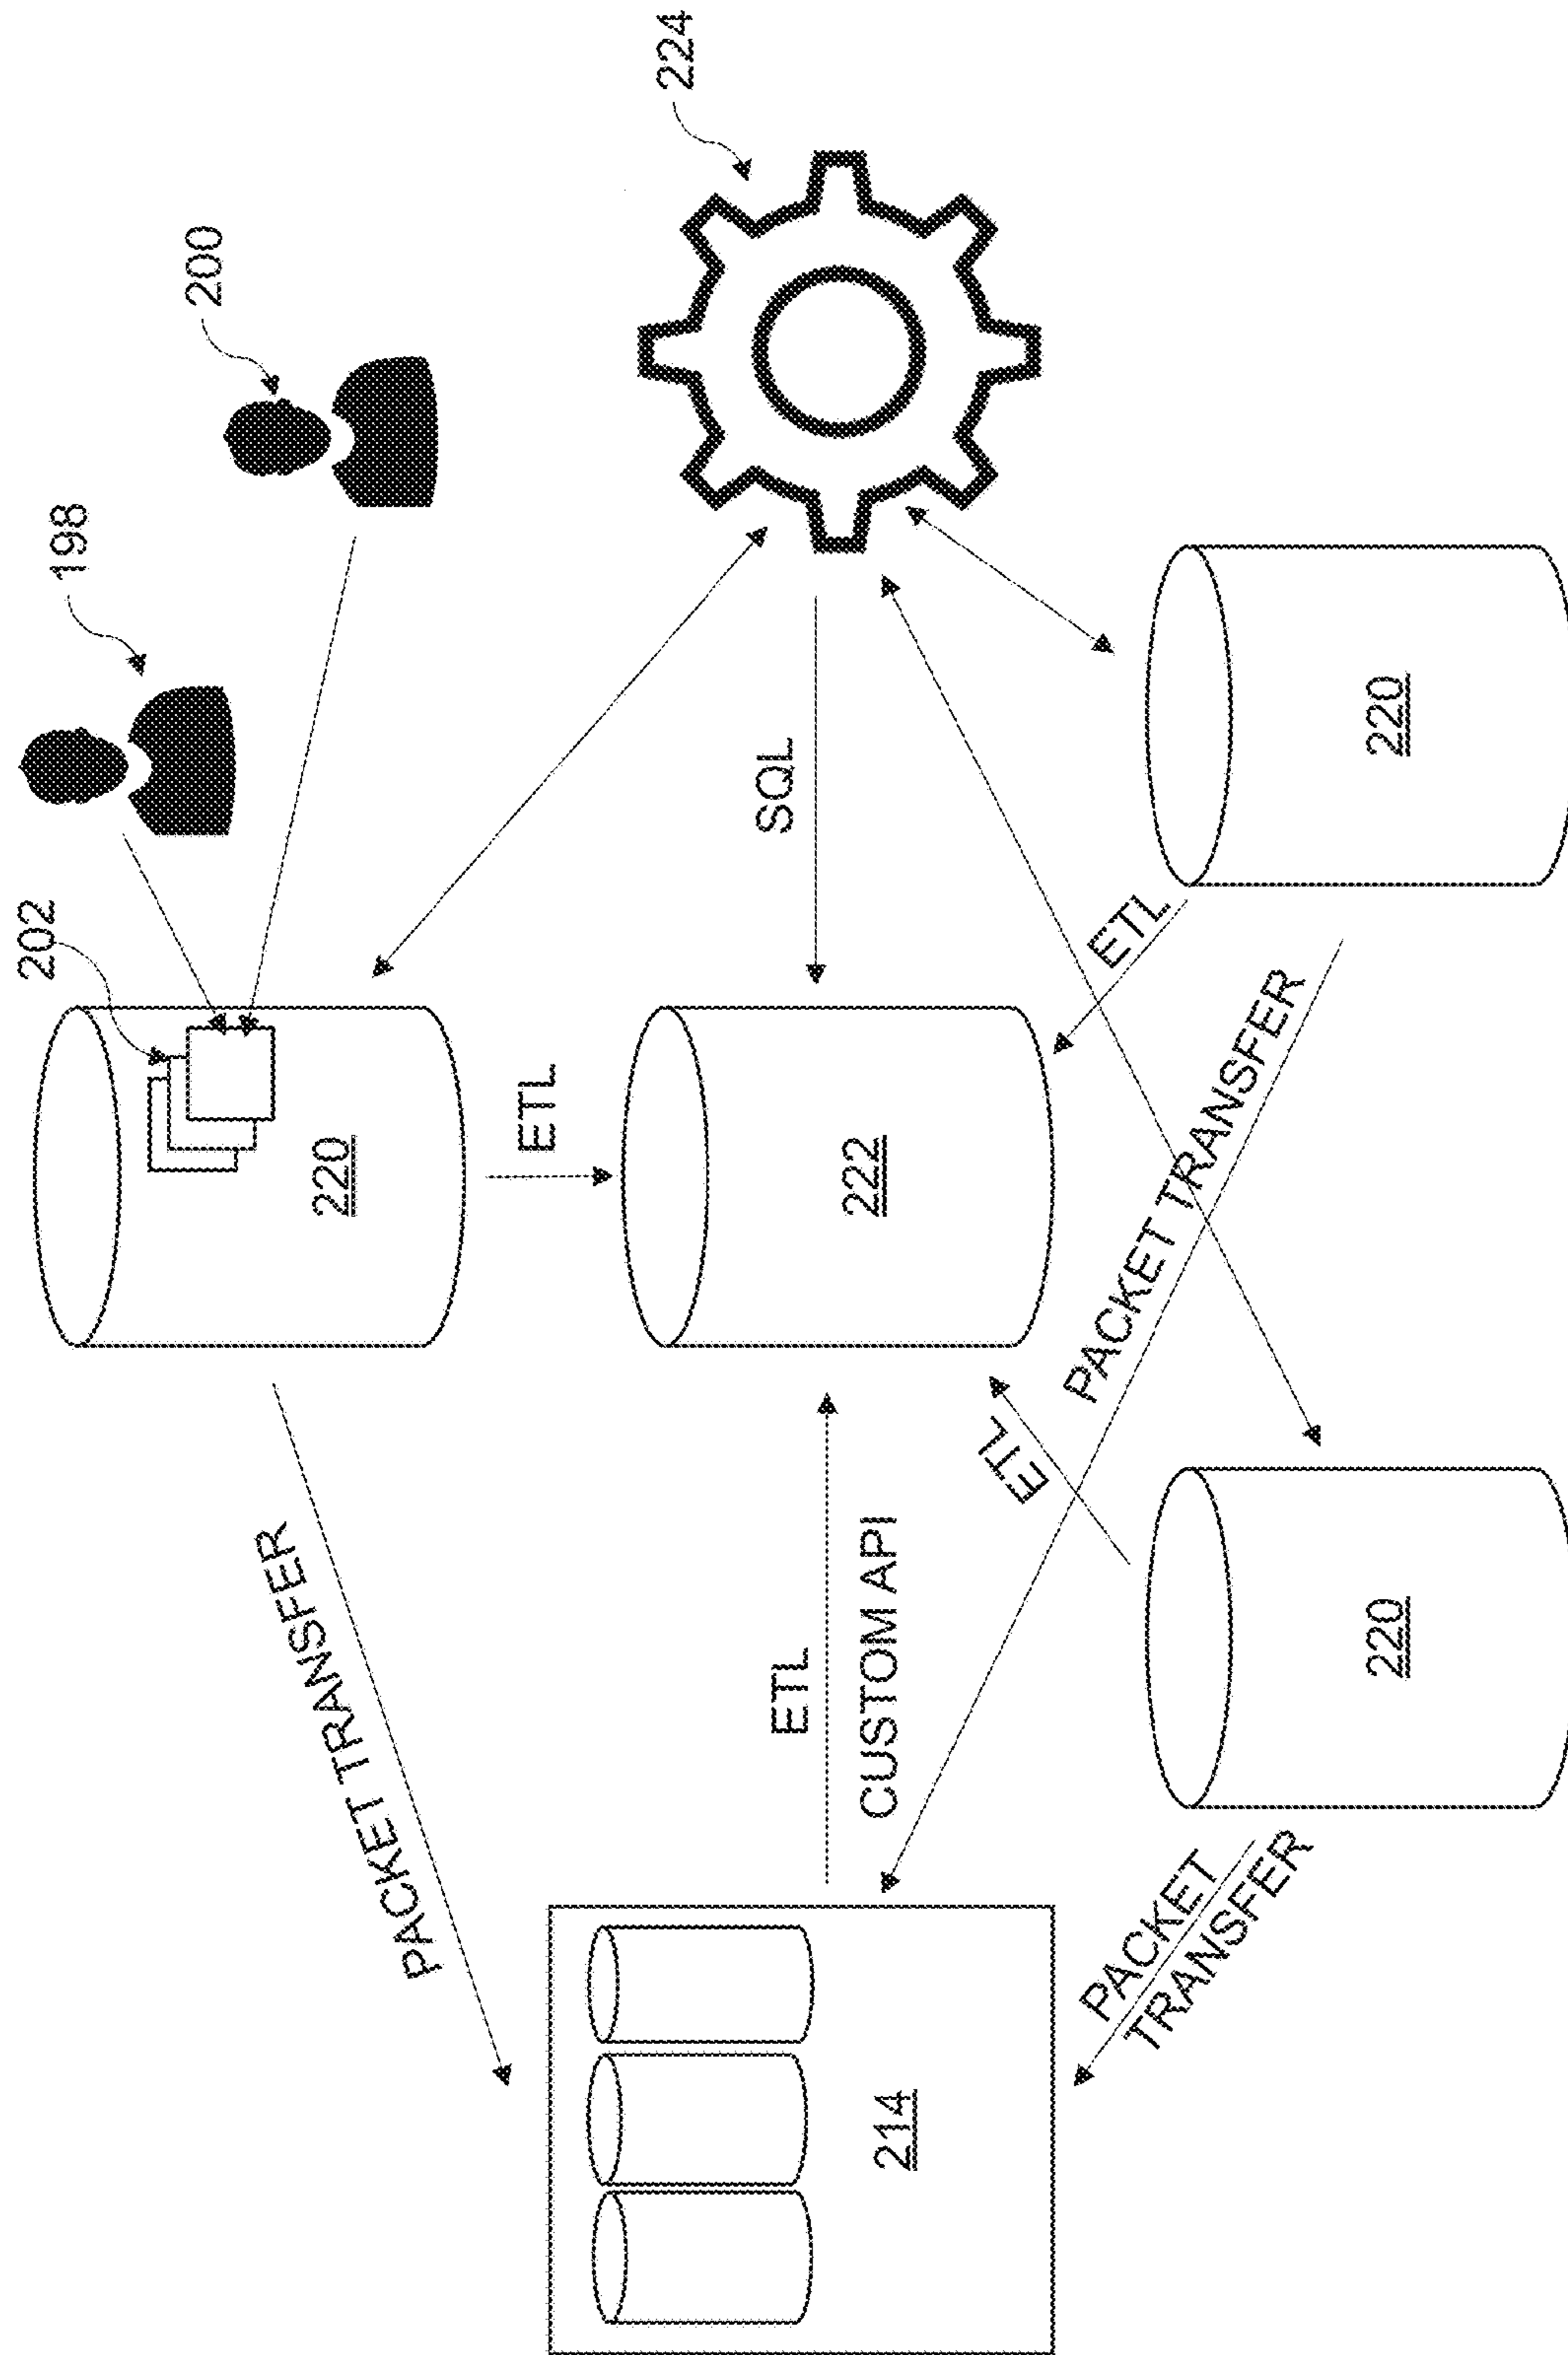 202
198
200
PACKET TRANSFER
220
ETL
224
SQL
ETL
222
CUSTOM API
214
ETL
ETL
PACKET TRANSFER
PACKET
TRANSFER
220
220